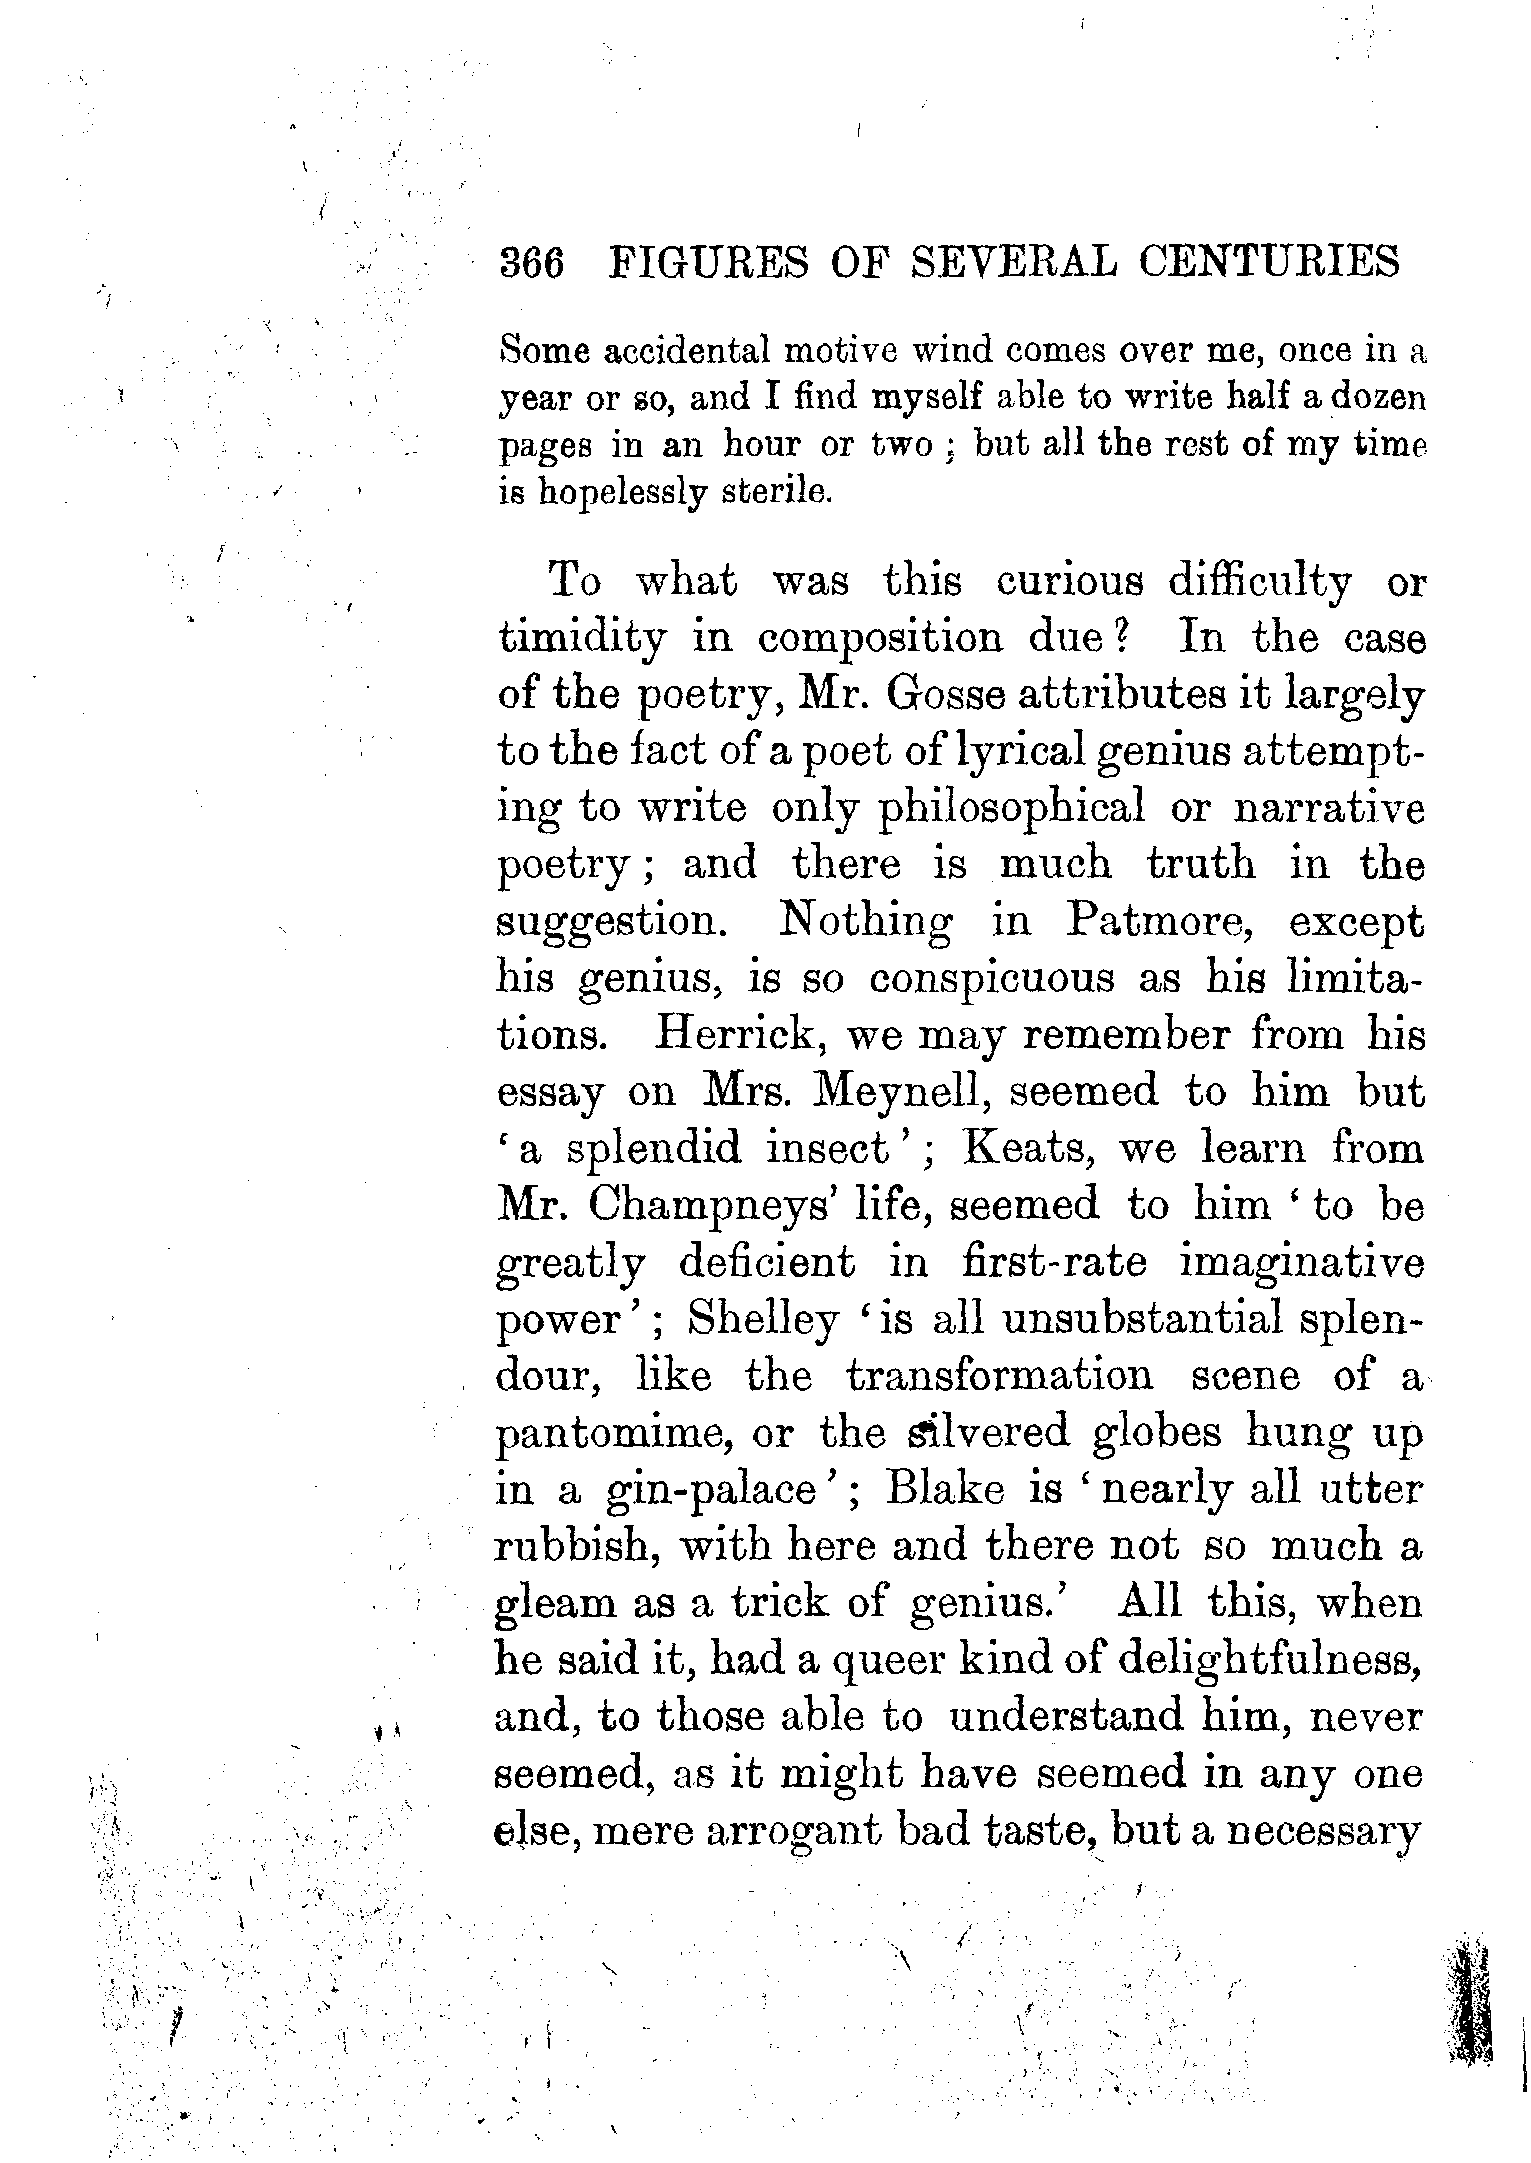 366 FIGURES OF SEVERAL CENTURIES
Some accidental motive wind comes over me, once in a
year or so, and I find myself able to write half a dozen
pages in an hour or two ; but all the rest of my time
is hopelessly sterile.
To what was this curious difficulty or
timidity in composition due ? In the case
of the poetry, Mr. Gosse attributes it largely
to the fact of a poet of lyrical genius attempt-
ing to write only philosophical or narrative
poetry ; and there is much truth in the
suggestion. Nothing in Patmore, except
his genius, is so conspicuous as his limita-
tions. Herrick, we may remember from his
essay on Mrs. Meynell, seemed to him but
‘ a splendid insect ’ ; Keats, we learn from
Mr. Champneys’ life, seemed to him ‘ to be
greatly deficient in first-rate imaginative
power ’ ; Shelley ‘ is all unsubstantial splen-
dour, like the transformation scene of a
pantomime, or the silvered globes hung up
in a gin-palace ’ ; Blake is ‘ nearly all utter
rubbish, with here and there not so much a
gleam as a trick of genius.’ All this, when
he said it, had a queer kind of delightfulness,
and, to those able to understand him, never
seemed, as it might have seemed in any one
else, mere arrogant bad taste, but a necessary